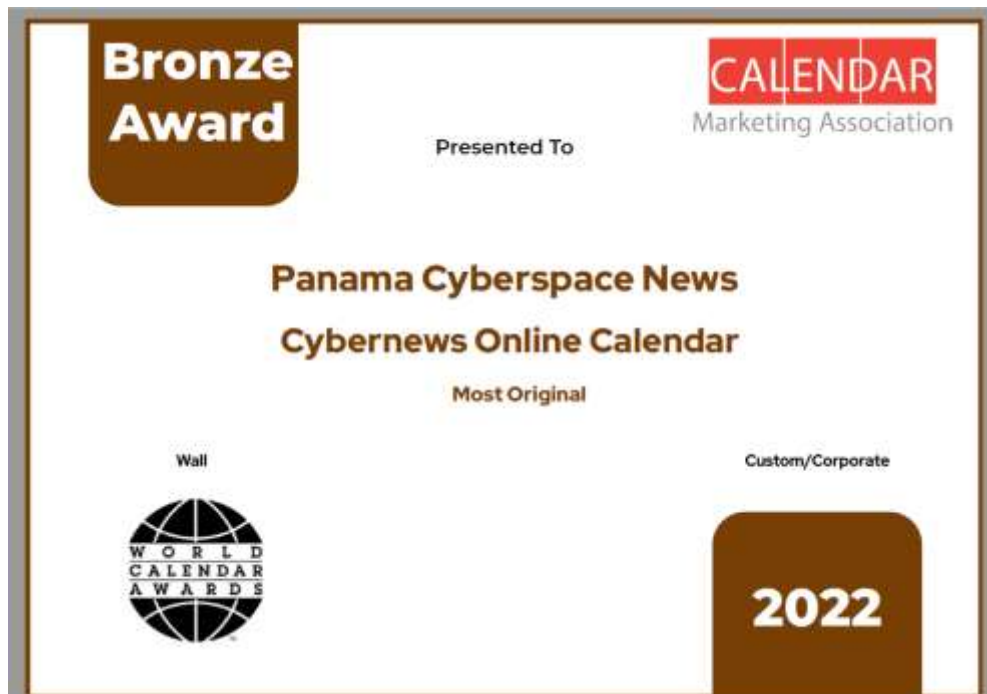 Bronze
Award
CALENDAR
Marketing Association
Presented To
Panama Cyberspace News
Cybernews Online Calendar
Most Original
Wall
Custom/Corporate
WORLD
CALENDAR
AWARDS
2022